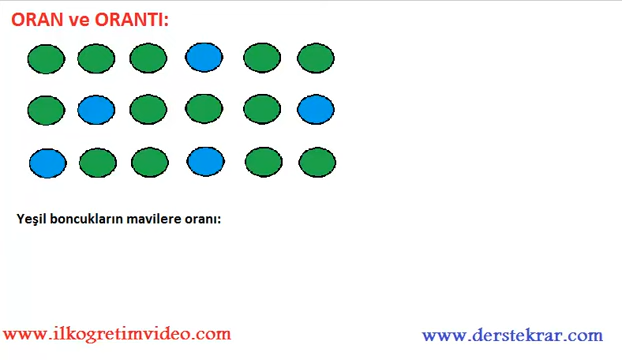 ORAN ve ORANTI:
Yeşil boncukların mavilere oranı:
www.ilkogretimvideo.com
www.derstekrar.com